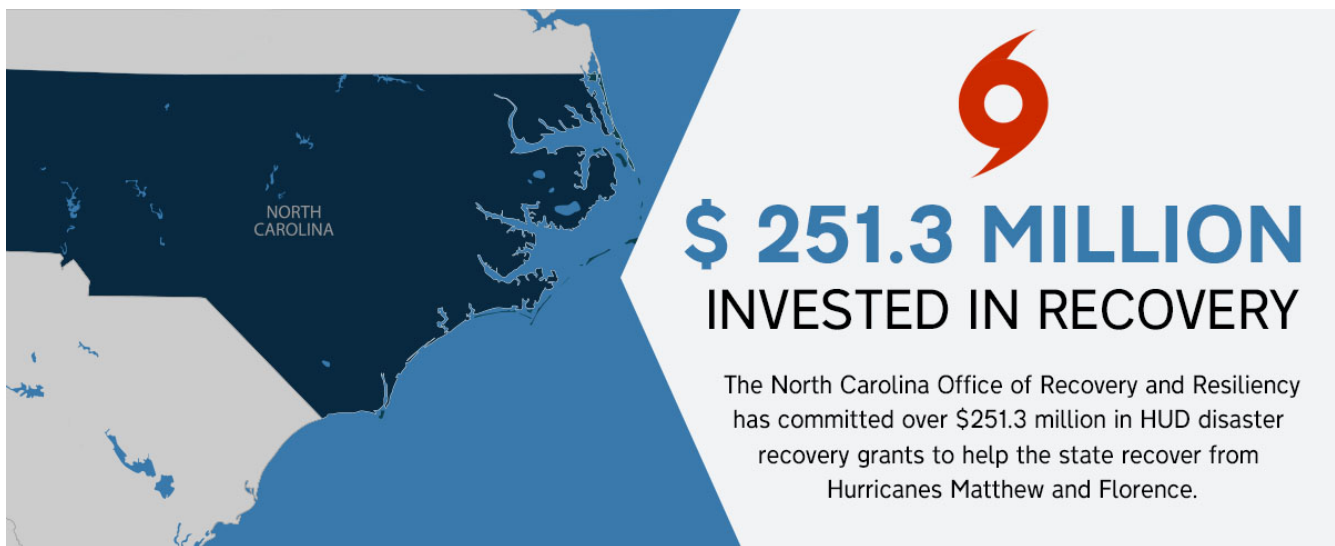 NORTH
CAROLINA
$ 251.3 MILLION
INVESTED IN RECOVERY
The North Carolina Office of Recovery and Resiliency
has committed over $251.3 million in HUD disaster
recovery grants to help the state recover from
Hurricanes Matthew and Florence.